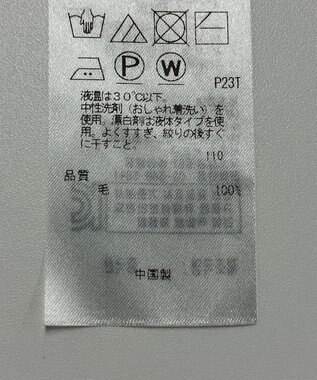 P W
P23T
液温は30℃以下。
中性洗剤(おしゃれ着洗い)を
使用。漂白剤は液体タイプを使
用。よくすすぎ、絞りの後すぐ
に干すこと。
110
品質
毛 100%
中国製